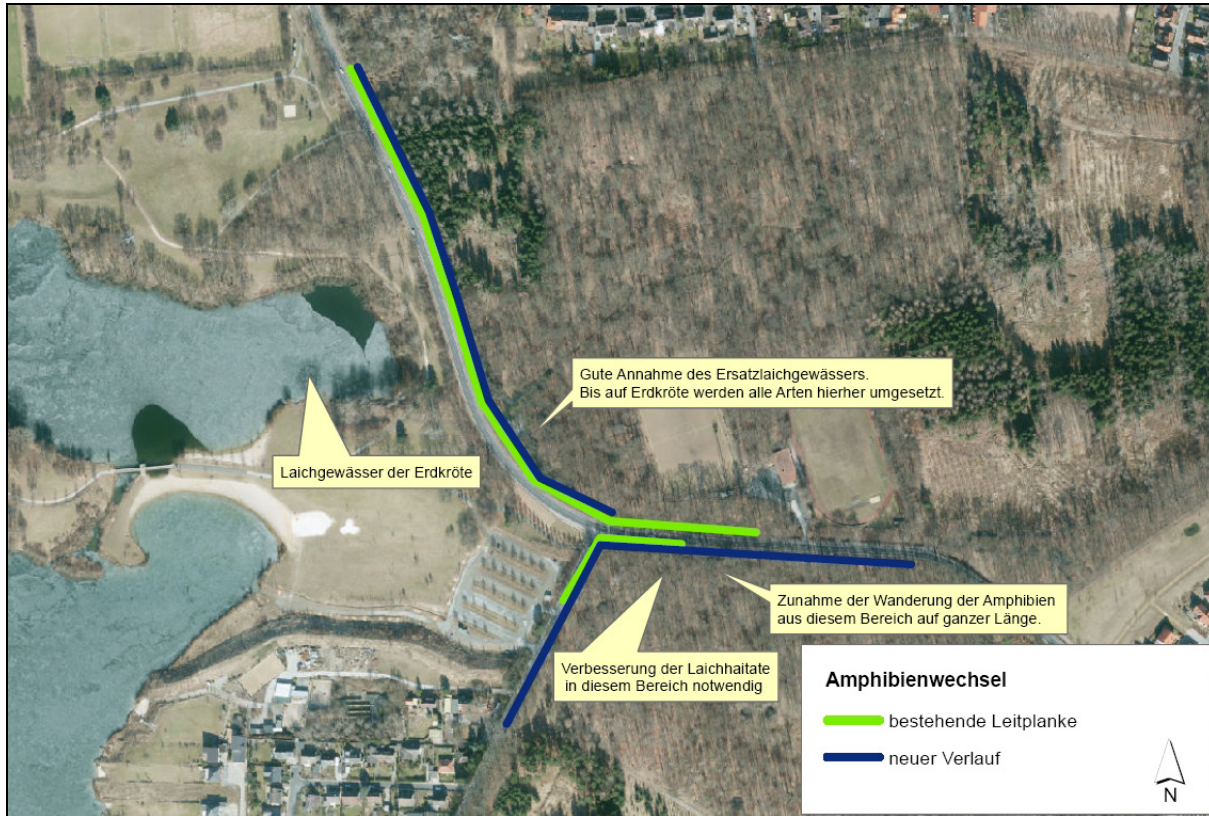 Gute Annahme des Ersatzlaichgewässers.
Bis auf Erdkröte werden alle Arten hierher umgesetzt.
Laichgewässer der Erdkröte
Zunahme der Wanderung der Amphibien
aus diesem Bereich auf ganzer Länge.
Verbesserung der Laichhaitate
in diesem Bereich notwendig
Amphibienwechsel
bestehende Leitplanke
neuer Verlauf
N